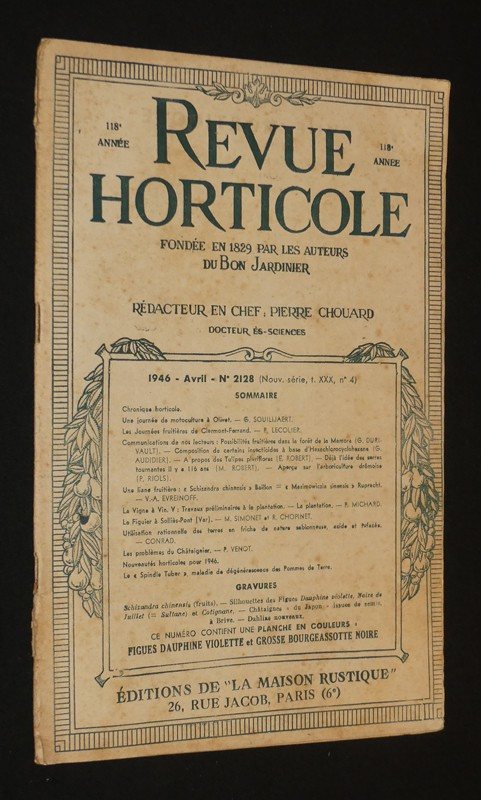 118e
ANNÉE
REVUE
118e
ANNÉE
HORTICOLE
FONDÉE EN 1829 PAR LES AUTEURS
DU BON JARDINIER
RÉDACTEUR EN CHEF : PIERRE CHOUARD
DOCTEUR ÈS-SCIENCES
1946 - Avril - N° 2128 (Nouv. série, t. XXX, n° 4)
SOMMAIRE
Chronique horticole.
Une journée de motoculture à Olivet. — G. SOUILIJAERT.
Les Journées fruitières de Clermont-Ferrand. — P. LECOLIER.
Communications de nos lecteurs : Possibilités fruitières dans la forêt de la Mamora (G. DURI-
VAULT). — Composition de certains insecticides à base d'Hexachlorocyclohexane (G.
AUDIDIER). — A propos des Tulipes pluriflores (E. ROBERT). — Déjà l'idée des serres
tournantes il y a 116 ans (M. ROBERT). — Aperçu sur l'arboriculture drômoise
(P. RIOLS).
Une liane fruitière : « Schizandra chinensis » Baillon = « Maximowiczia sinensis » Ruprecht.
— V.-A. EVREINOFF.
La Vigne à Vin. V : Travaux préliminaires à la plantation. — La plantation. — P. MICHARD.
Le Figuier à Solliès-Pont (Var). — M. SIMONET et R. CHOPINET.
Utilisation rationnelle des terres en friche de nature sablonneuse, acide et
— CONRAD.
Les problèmes du Châtaignier. — P. VENOT.
Nouveautés horticoles pour 1946.
Le « Spindle Tuber », maladie de dégénérescence des Pommes de Terre.
GRAVURES
Schizandra chinensis (fruits). — Silhouettes des Figues Dauphine violette, Noire de
Juillet (= Sultane) et Colignane. — Châtaignes « du Japon » issues de semis,
à Brive. — Dahlias nouveaux.
CE NUMÉRO CONTIENT UNE PLANCHE EN COULEURS :
FIGUES DAUPHINE VIOLETTE et GROSSE BOURGEASSOTTE NOIRE
ÉDITIONS DE "LA MAISON RUSTIQUE"
26, RUE JACOB, PARIS (6e)